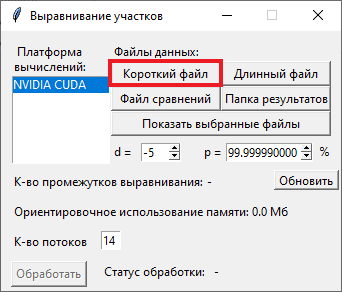 Выравнивание участков
Платформа вычислений:
Файлы данных:
NVIDIA CUDA
Короткий файл
Длинный файл
Файл сравнений
Папка результатов
Показать выбранные файлы
d = -5
p = 99.999990000 %
К-во промежутков выравнивания: -
Обновить
Ориентировочное использование памяти: 0.0 Мб
К-во потоков 14
Обработать
Статус обработки: -